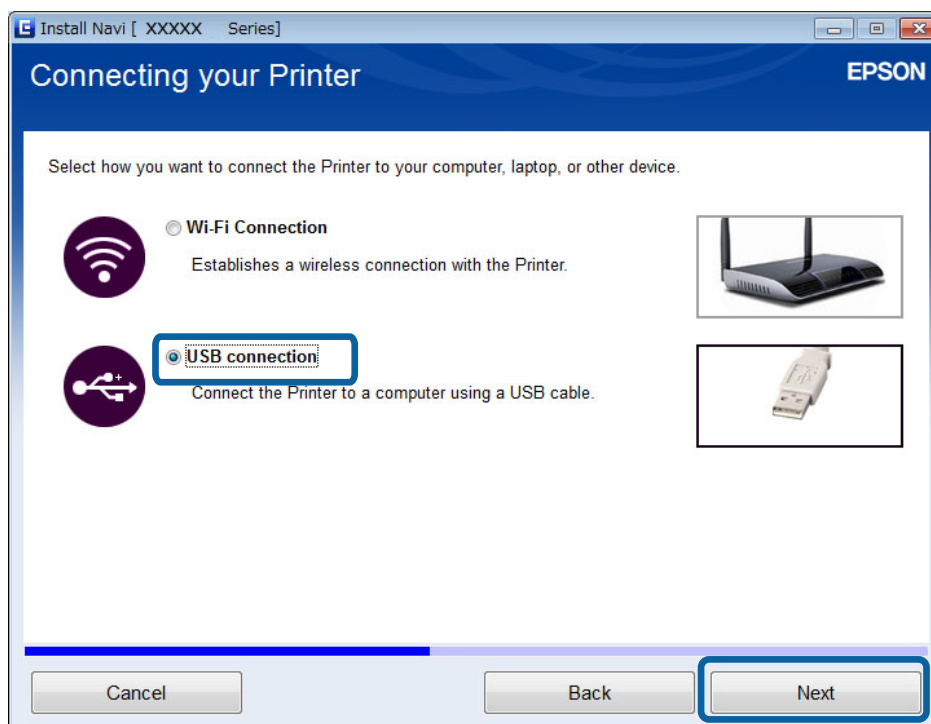 Install Navi [ XXXXX Series]
Connecting your Printer
EPSON
Select how you want to connect the Printer to your computer, laptop, or other device.
Wi-Fi Connection
Establishes a wireless connection with the Printer.
USB connection
Connect the Printer to a computer using a USB cable.
Cancel
Back
Next